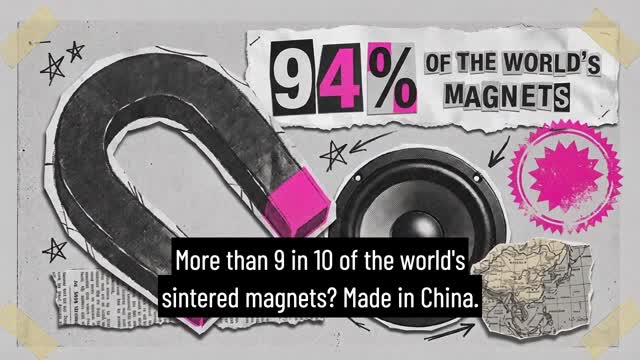 94% OF THE WORLD'S
MAGNETS
More than 9 in 10 of the world's
sintered magnets? Made in China.